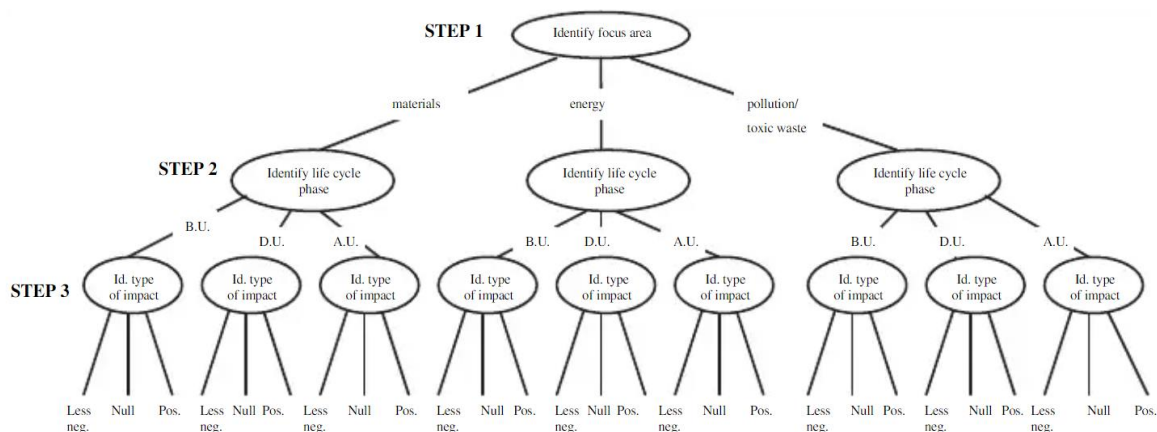 STEP 1
Identify focus area
materials
energy
pollution/
toxic waste
STEP 2
Identify life cycle
phase
Identify life cycle
phase
Identify life cycle
phase
B.U.
D.U.
A.U.
B.U.
D.U.
A.U.
B.U.
D.U.
A.U.
STEP 3
Id. type
of impact
Id. type
of impact
Id. type
of impact
Id. type
of impact
Id. type
of impact
Id. type
of impact
Id. type
of impact
Id. type
of impact
Id. type
of impact
Less
neg.
Null
Pos.
Less
neg.
Null
Pos.
Less
neg.
Null
Pos.
Less
neg.
Null
Pos.
Less
neg.
Null
Pos.
Less
neg.
Null
Pos.
Less
neg.
Null
Pos.
Less
neg.
Null
Pos.
Less
neg.
Null
Pos.